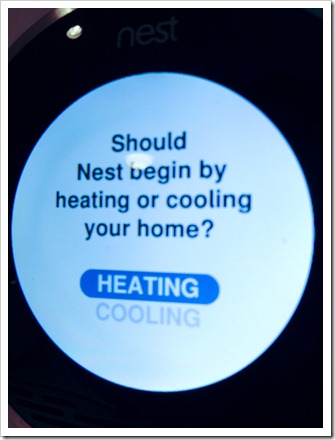 nest
Should
Nest begin by
heating or cooling
your home?
HEATING
COOLING